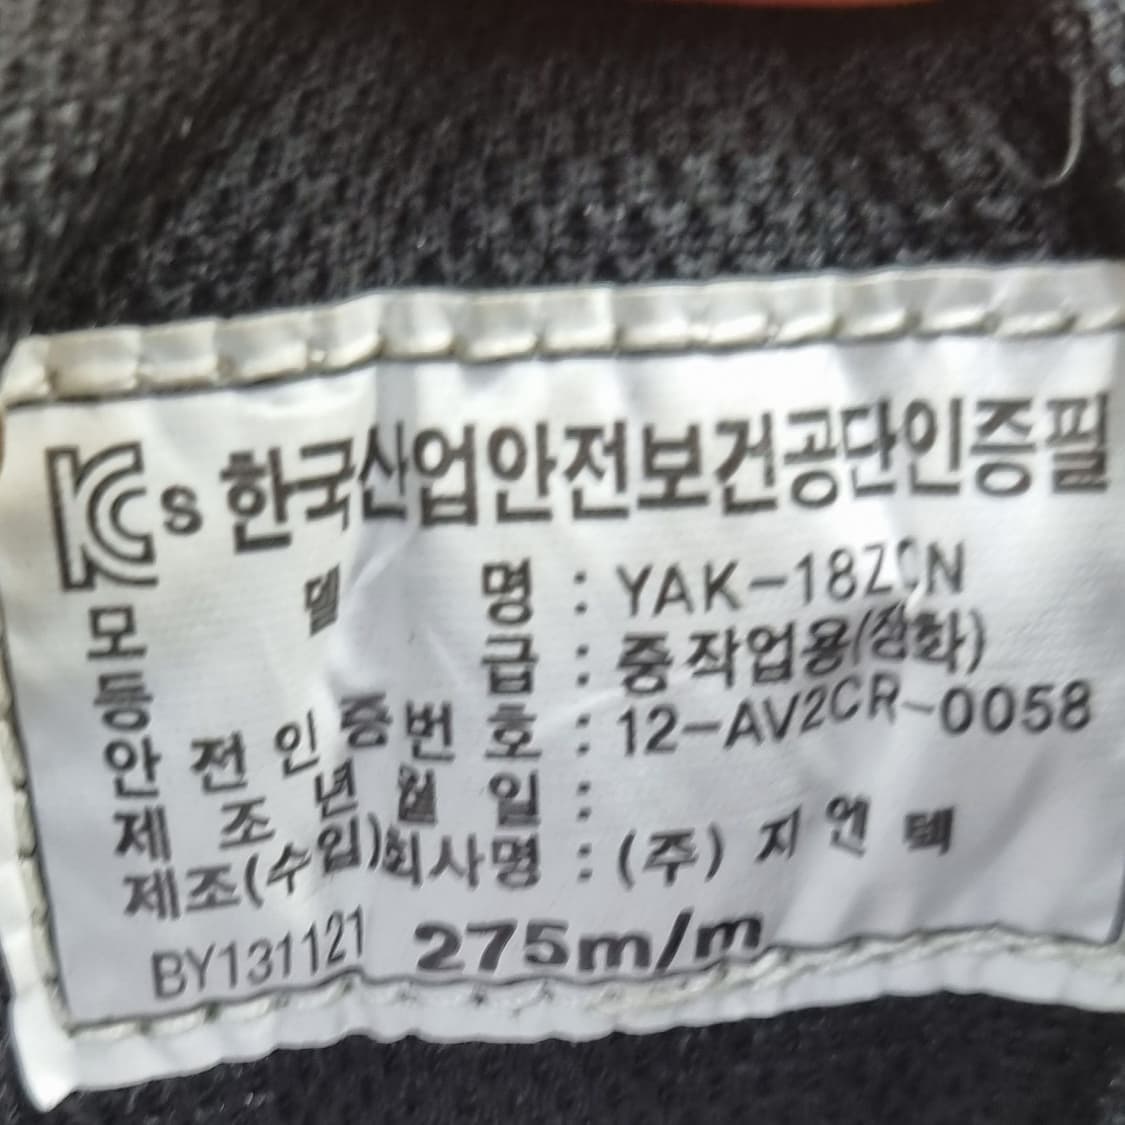 KCs 한국산업안전보건공단인증필
모 델 명 : YAK-18ZCN
등 급 : 중작업용(장화)
안전인증번호 : 12-AV2CR-0058
제조년월일 :
제조(수입)회사명 : (주) 지엔텍
BY131121 275m/m